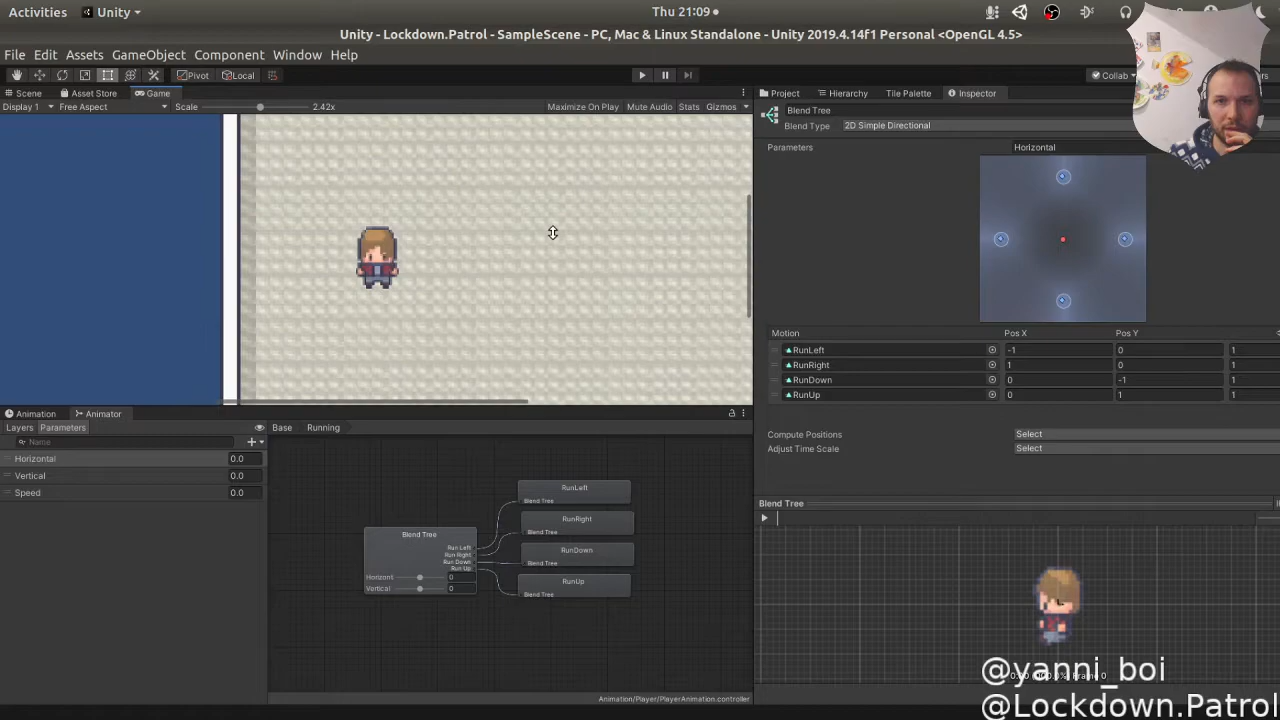 Activities Unity Thu 21:09
Unity - Lockdown.Patrol - SampleScene - PC, Mac & Linux Standalone - Unity 2019.4.14f1 Personal <OpenGL 4.5>
File Edit Assets GameObject Component Window Help
Pivot Local Collab
Scene Asset Store Game Project Hierarchy Tile Palette Inspector
Display 1 Free Aspect Scale 2.42x Maximize On Play Mute Audio Stats Gizmos
Blend Tree
Blend Type 2D Simple Directional
Parameters Horizontal
Motion Pos X Pos Y
RunLeft -1 0 1
RunRight 1 0 1
RunDown 0 -1 1
RunUp 0 1 1
Compute Positions Select
Adjust Time Scale Select
Animation Animator
Layers Parameters Base Running
Name
Horizontal 0.0
Vertical 0.0
Speed 0.0
RunLeft
Blend Tree
RunRight
Blend Tree
RunDown
Blend Tree
RunUp
Blend Tree
Blend Tree
Run Left
Run Right
Run Down
Run Up
Horizont 0
Vertical 0
Animation/Player/PlayerAnimation.controller
Blend Tree
@yanni_boi
@Lockdown.Patrol